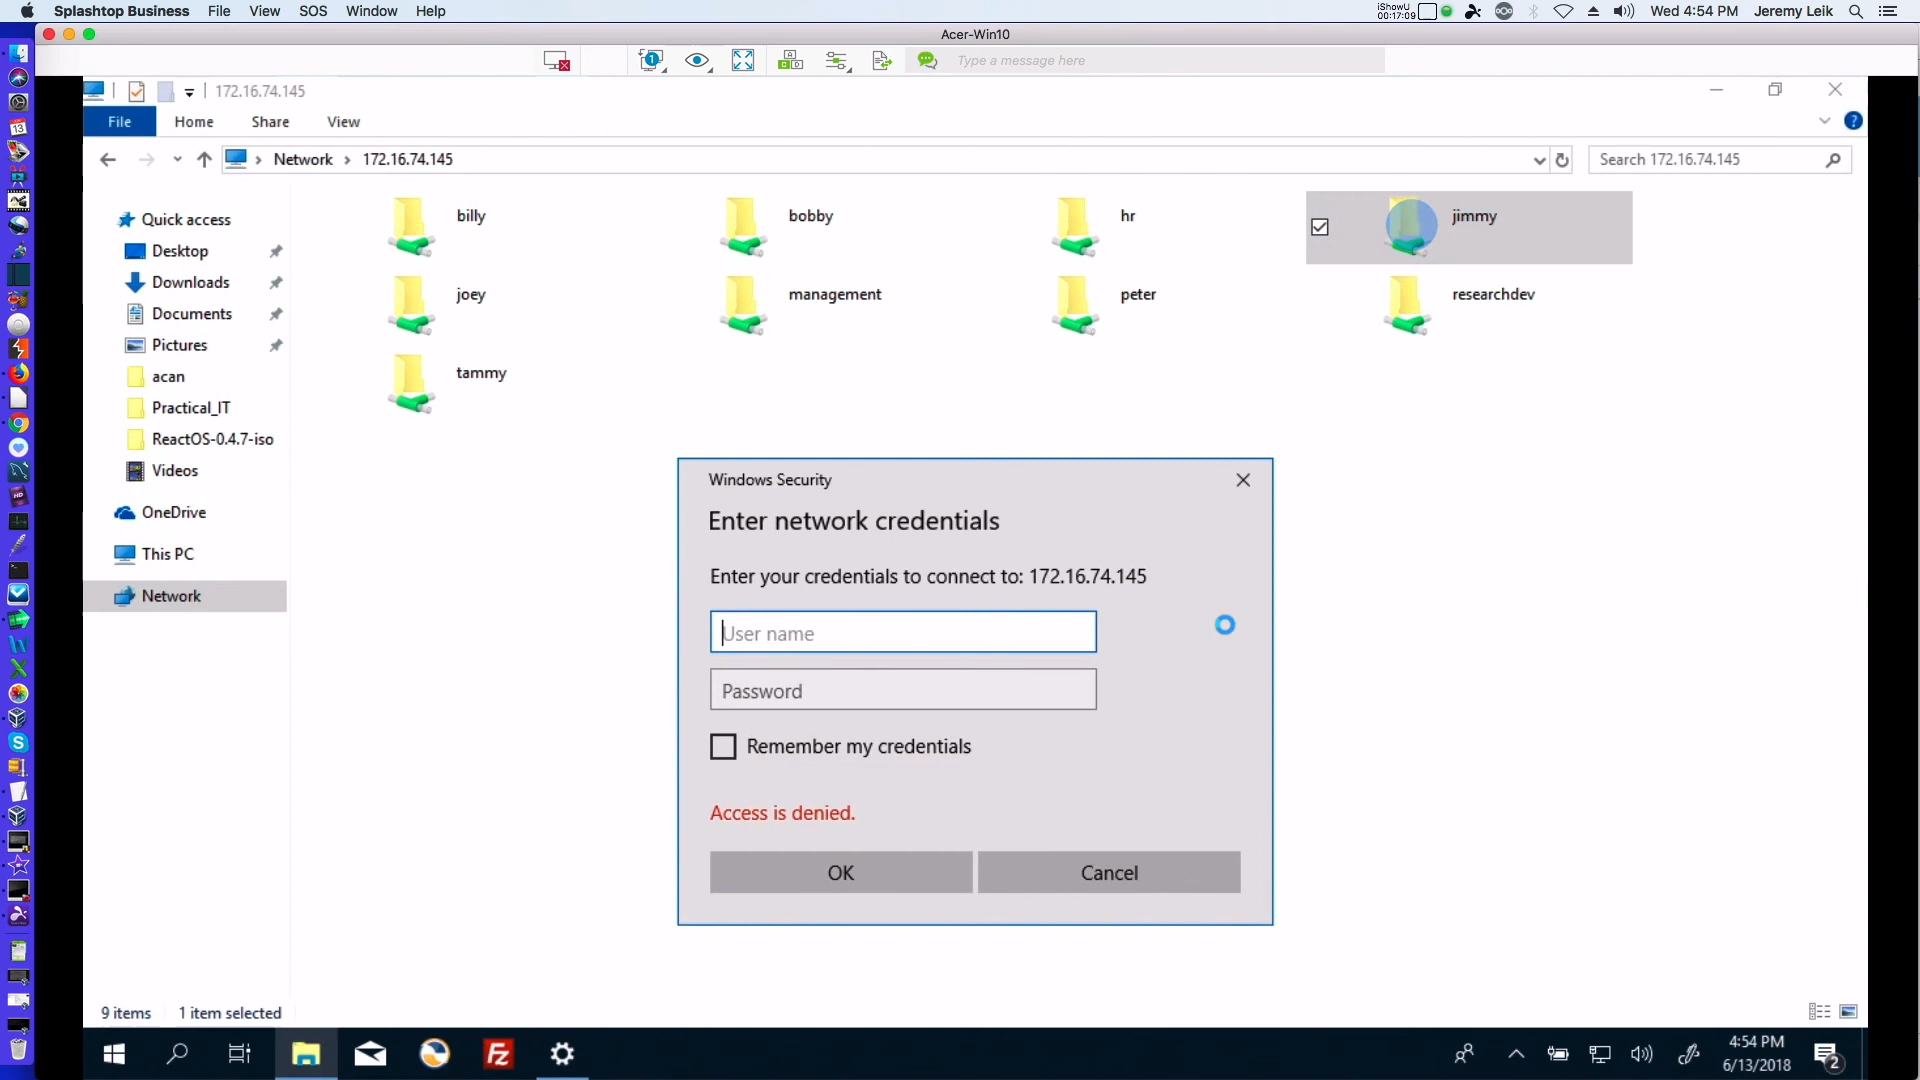 Splashtop Business File View SOS Window Help
iShowU
00:17:09
Wed 4:54 PM Jeremy Leik
Acer-Win10
Type a message here
172.16.74.145
File Home Share View
Network 172.16.74.145
Search 172.16.74.145
Quick access
Desktop
Downloads
Documents
Pictures
acan
Practical_IT
ReactOS-0.4.7-iso
Videos
OneDrive
This PC
Network
billy bobby hr jimmy
joey management peter researchdev
tammy
Windows Security
Enter network credentials
Enter your credentials to connect to: 172.16.74.145
User name
Password
Remember my credentials
Access is denied.
OK Cancel
9 items 1 item selected
4:54 PM
6/13/2018
2